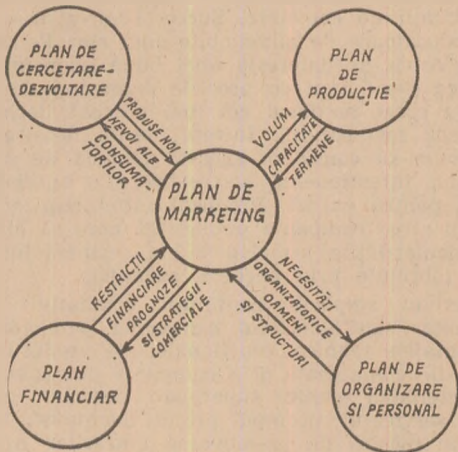 PLAN DE
CERCETARE-
DEZVOLTARE
PLAN
DE
PRODUCȚIE
PRODUSE NOI
NEVOI ALE
CONSUMA-
TORILOR
VOLUM
CAPACITATE
TERMENE
PLAN DE
MARKETING
RESTRICȚII
FINANCIARE
PROGNOZE
ȘI STRATEGII
COMERCIALE
NECESITĂȚI
ORGANIZATORICE
OAMENI
ȘI STRUCTURI
PLAN
FINANCIAR
PLAN DE
ORGANIZARE
SI PERSONAL